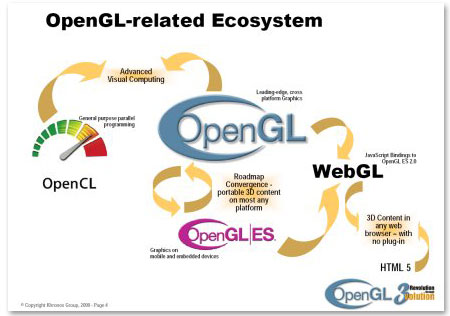 OpenGL-related Ecosystem
Advanced
Visual Computing
Leading-edge, cross
platform Graphics
General purpose parallel
programming
OpenGL
JavaScript Bindings to
OpenGL ES 2.0
OpenCL
WebGL
Roadmap
Convergence -
portable 3D content
on most any
platform
OpenGL|ES.
3D Content in
any web
browser – with
no plug-in
Graphics on
mobile and embedded devices
HTML 5
OpenGL 3 Revolution
through
Evolution
© Copyright Khronos Group, 2009 - Page 4